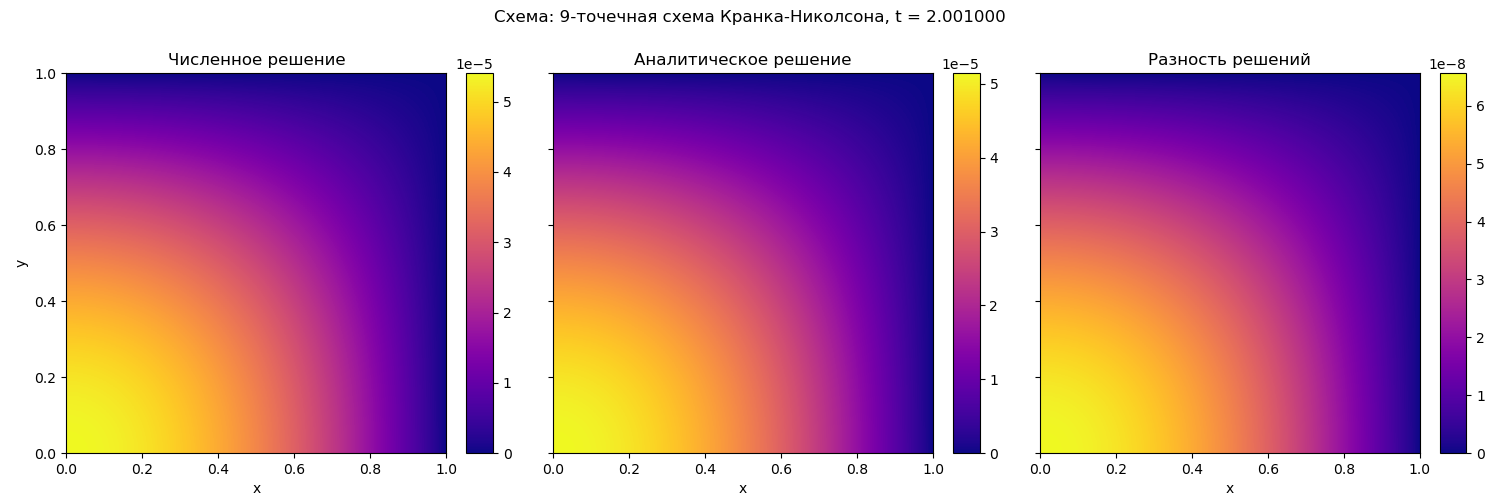 Схема: 9-точечная схема Кранка-Николсона, t = 2.001000
Численное решение
1e−5
Аналитическое решение
1e−5
Разность решений
1e−8
1.0
0.8
0.6
0.4
0.2
0.0
y
0.0 0.2 0.4 0.6 0.8 1.0
x
5
4
3
2
1
0
0.0 0.2 0.4 0.6 0.8 1.0
x
5
4
3
2
1
0
0.0 0.2 0.4 0.6 0.8 1.0
x
6
5
4
3
2
1
0